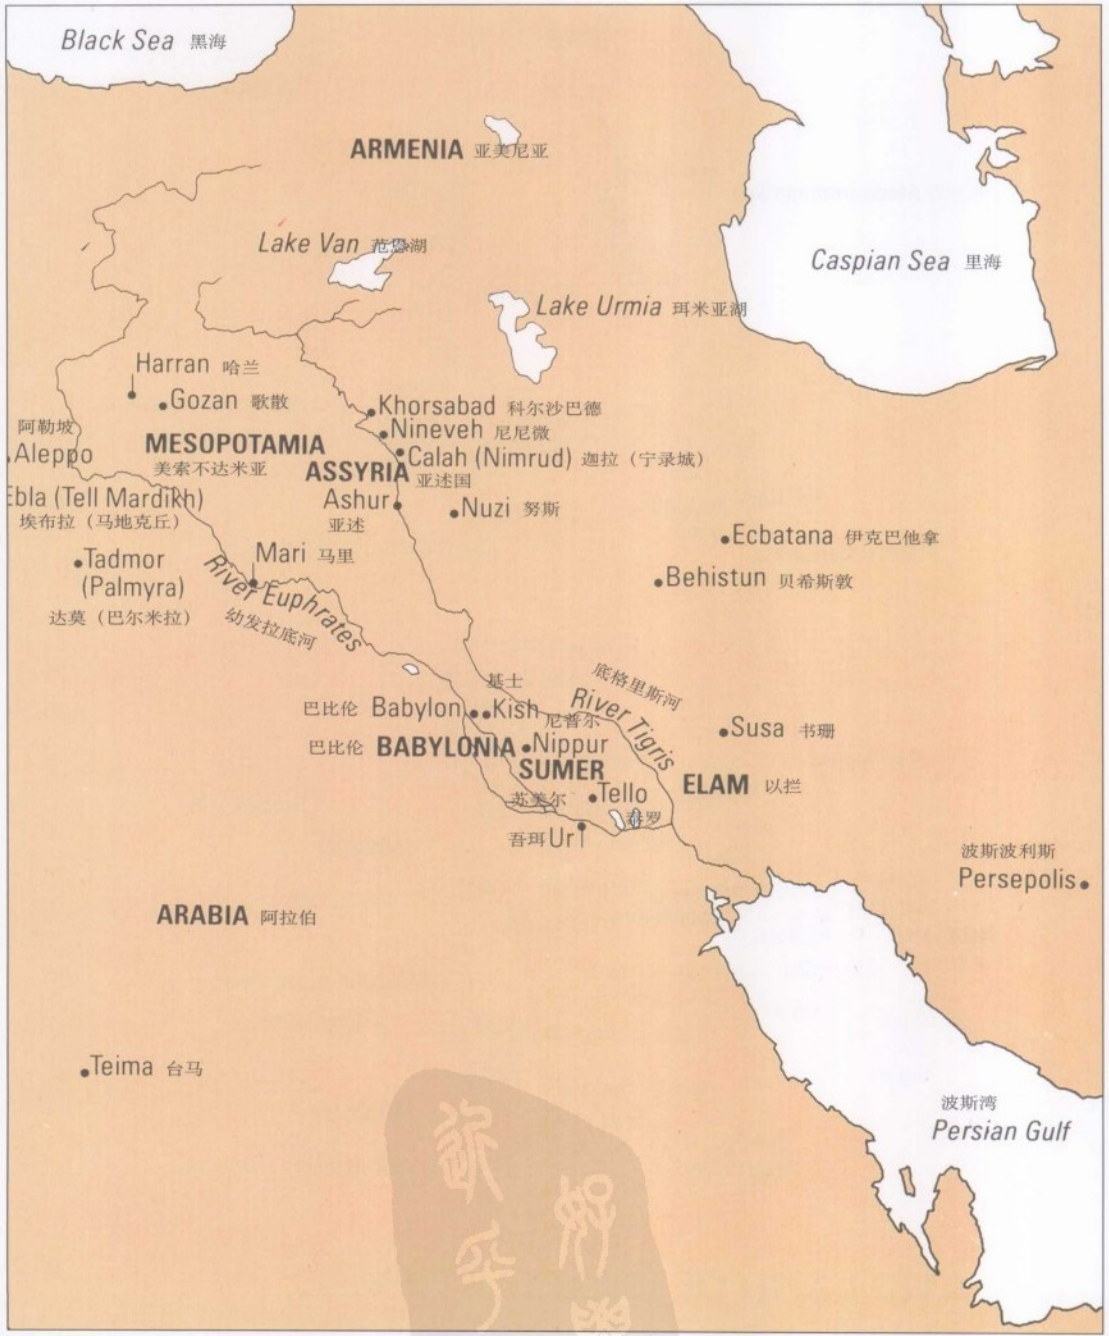 Black Sea 黑海
ARMENIA 亚美尼亚
Lake Van 范恩湖
Caspian Sea 里海
Lake Urmia 珥米亚湖
Harran 哈兰
Gozan 歌散
Khorsabad 科尔沙巴德
阿勒坡
Nineveh 尼尼微
Aleppo
MESOPOTAMIA
美索不达米亚
Calah (Nimrud) 迦拉（宁录城）
ASSYRIA 亚述国
Ebla (Tell Mardikh)
埃布拉（马地克丘）
Ashur
亚述
Nuzi 努斯
Ecbatana 伊克巴他拿
Mari 马里
Tadmor
(Palmyra)
达莫（巴尔米拉）
Behistun 贝希斯敦
River Euphrates
幼发拉底河
基士
底格里斯河
River Tigris
巴比伦 Babylon
Kish
尼普尔
Susa 书珊
巴比伦 BABYLONIA
Nippur
SUMER
苏美尔
ELAM 以拦
Tello
泰罗
吾珥 Ur
波斯波利斯
Persepolis
ARABIA 阿拉伯
Teima 台马
波斯湾
Persian Gulf